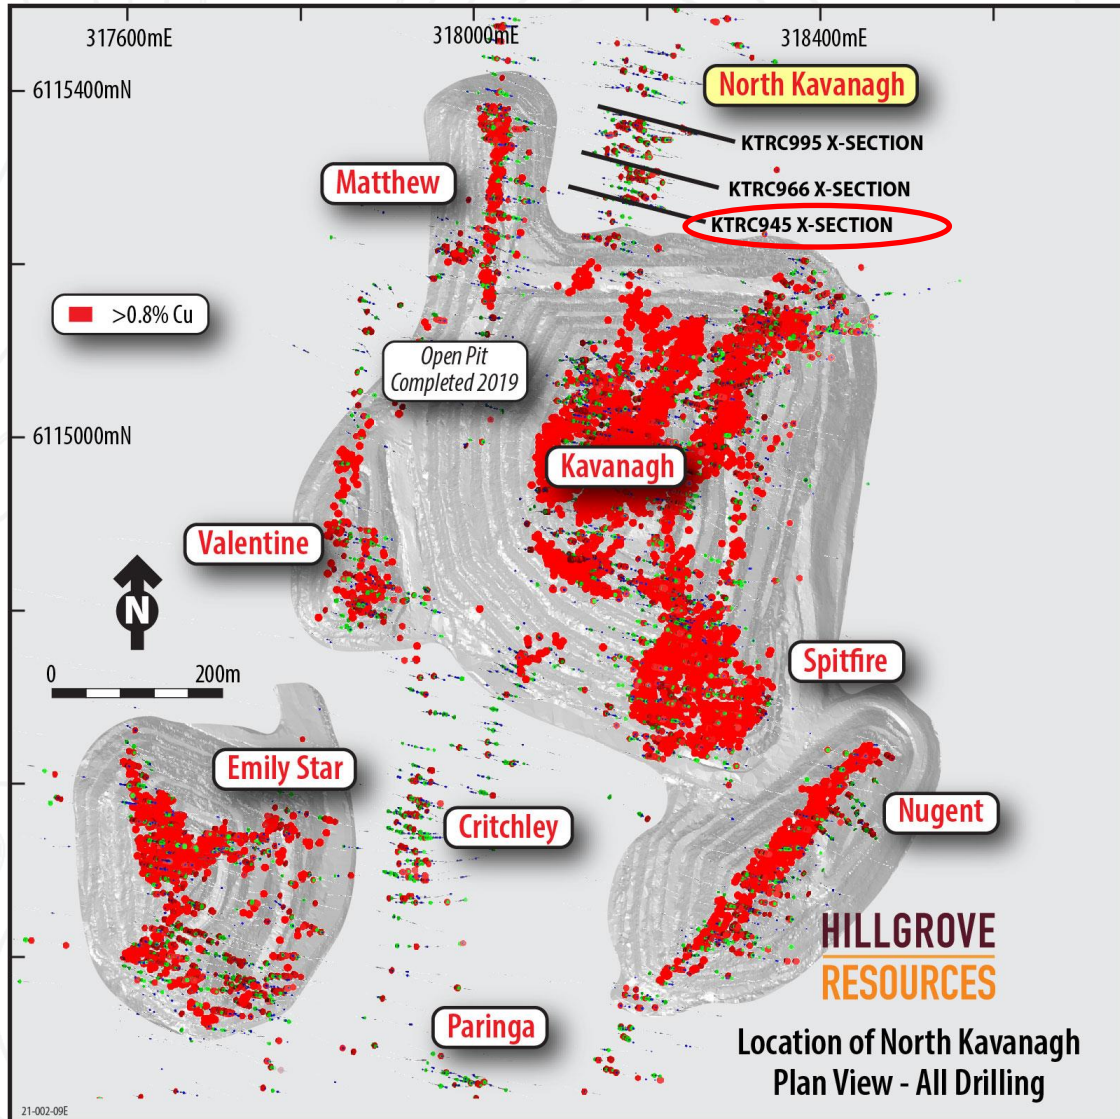 317600mE
318000mE
318400mE
6115400mN
North Kavanagh
KTRC995 X-SECTION
Matthew
KTRC966 X-SECTION
KTRC945 X-SECTION
>0.8% Cu
Open Pit
Completed 2019
6115000mN
Kavanagh
Valentine
N
Spitfire
0
200m
Emily Star
Critchley
Nugent
HILLGROVE
RESOURCES
Paringa
Location of North Kavanagh
Plan View - All Drilling
21-002-09E